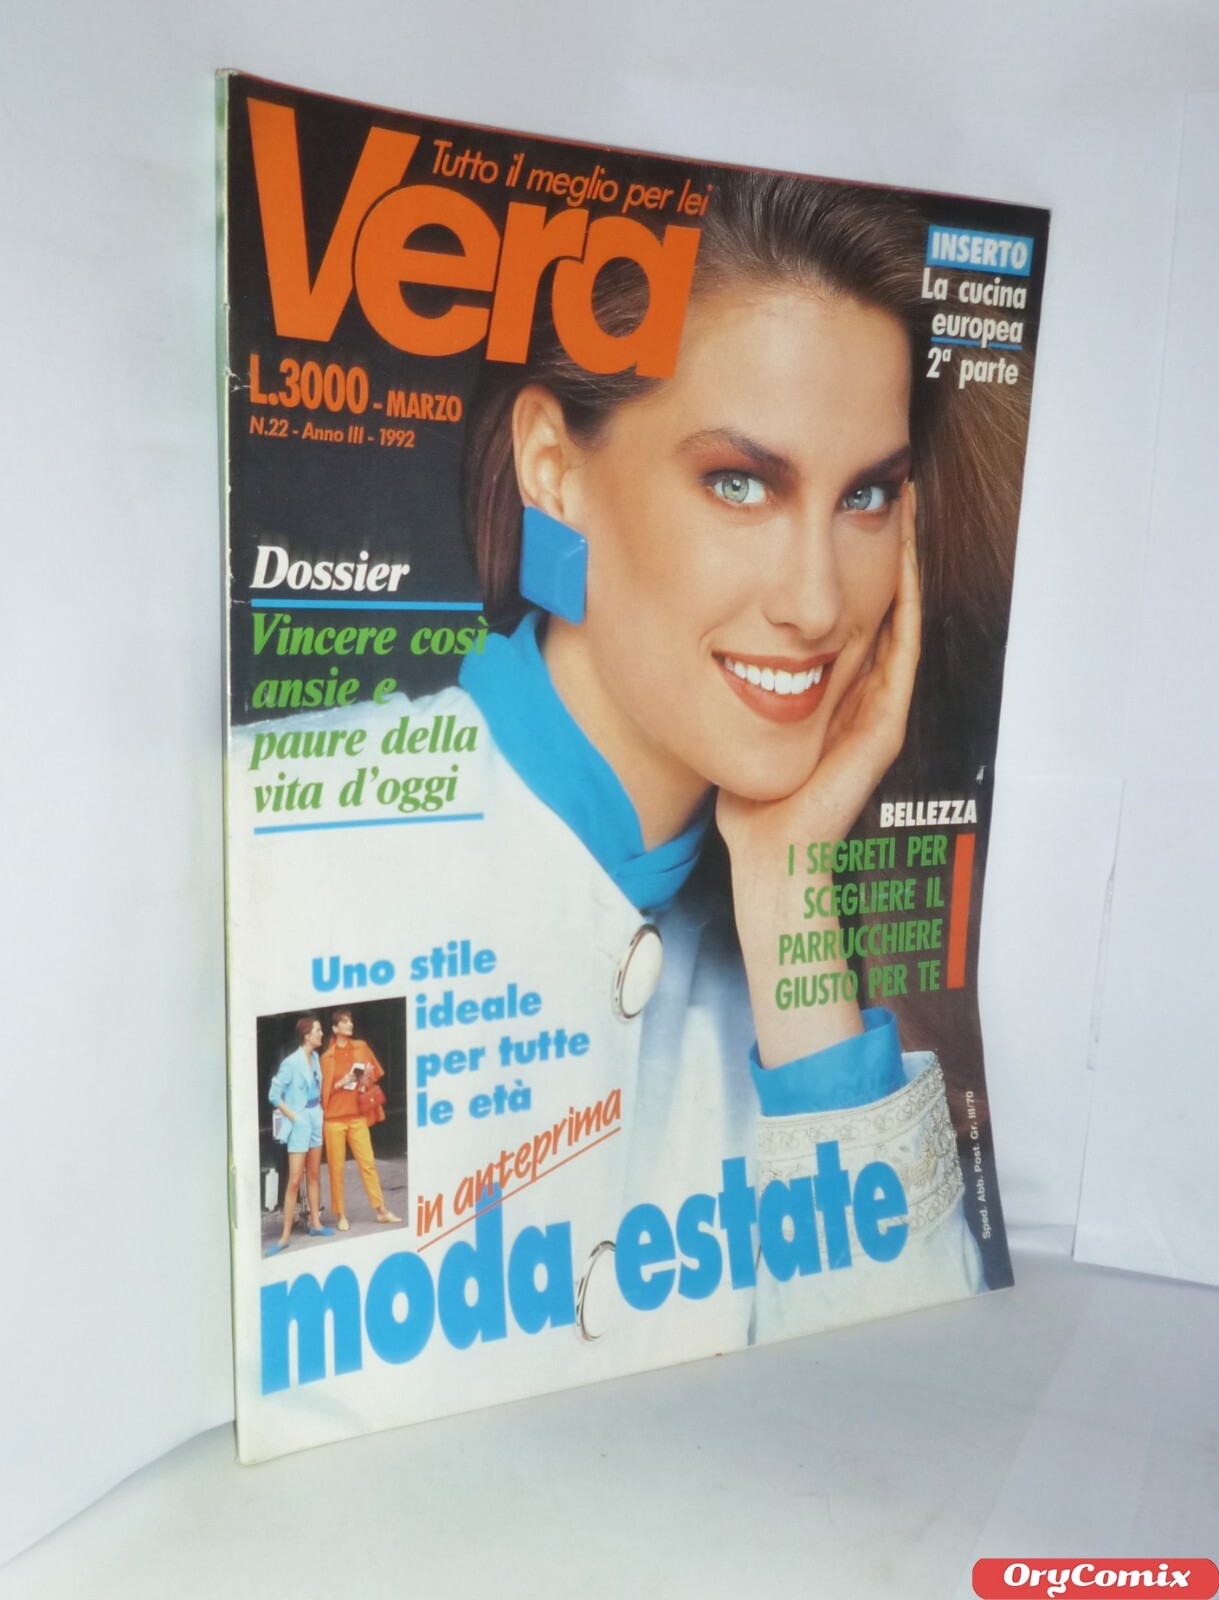 Tutto il meglio per lei
Vera
L.3000 - MARZO
N.22 - Anno III - 1992
INSERTO
La cucina
europea
2ª parte
Dossier
Vincere così
ansie e
paure della
vita d'oggi
BELLEZZA
I SEGRETI PER
SCEGLIERE IL
PARRUCCHIERE
GIUSTO PER TE
Uno stile
ideale
per tutte
le età
in anteprima
moda estate
Sped. Abb. Post. Gr. III/70
OryComix